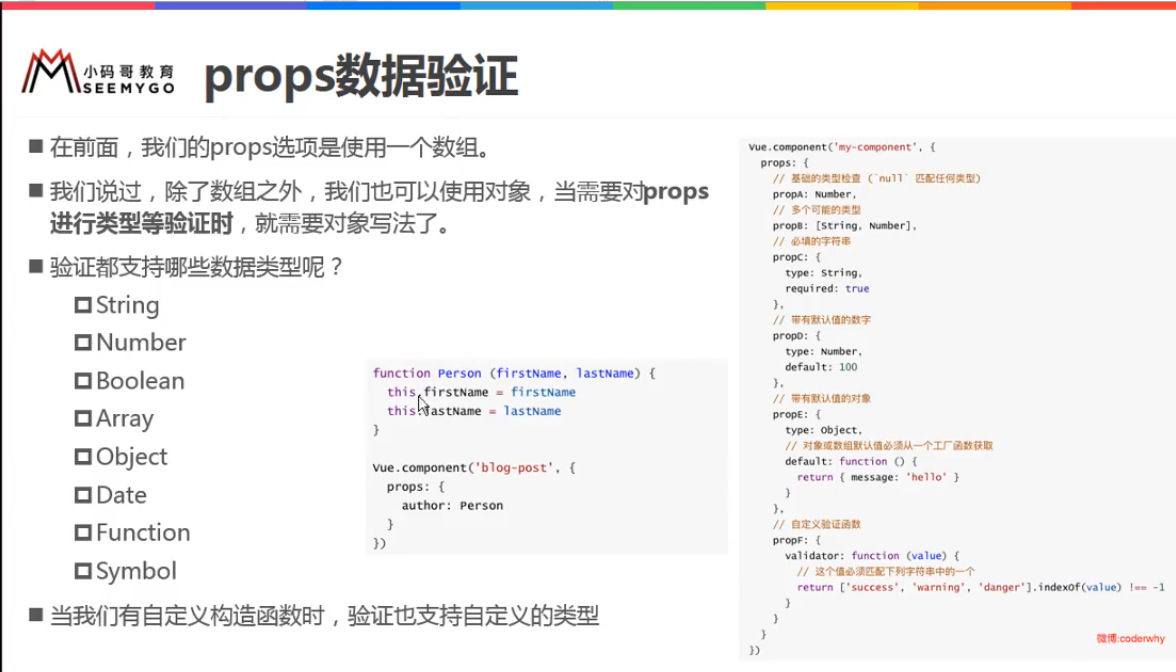 小码哥教育
SEEMYGO
props数据验证
■ 在前面，我们的props选项是使用一个数组。
■ 我们说过，除了数组之外，我们也可以使用对象，当需要对props
进行类型等验证时，就需要对象写法了。
■ 验证都支持哪些数据类型呢？
String
Number
Boolean
Array
Object
Date
Function
Symbol
■ 当我们有自定义构造函数时，验证也支持自定义的类型
function Person (firstName, lastName) {
this.firstName = firstName
this.lastName = lastName
}
Vue.component('blog-post', {
props: {
author: Person
}
})
Vue.component('my-component', {
props: {
// 基础的类型检查 (`null` 匹配任何类型)
propA: Number,
// 多个可能的类型
propB: [String, Number],
// 必填的字符串
propC: {
type: String,
required: true
},
// 带有默认值的数字
propD: {
type: Number,
default: 100
},
// 带有默认值的对象
propE: {
type: Object,
// 对象或数组默认值必须从一个工厂函数获取
default: function () {
return { message: 'hello' }
}
},
// 自定义验证函数
propF: {
validator: function (value) {
// 这个值必须匹配下列字符串中的一个
return ['success', 'warning', 'danger'].indexOf(value) !== -1
}
}
}
})
微博:coderwhy